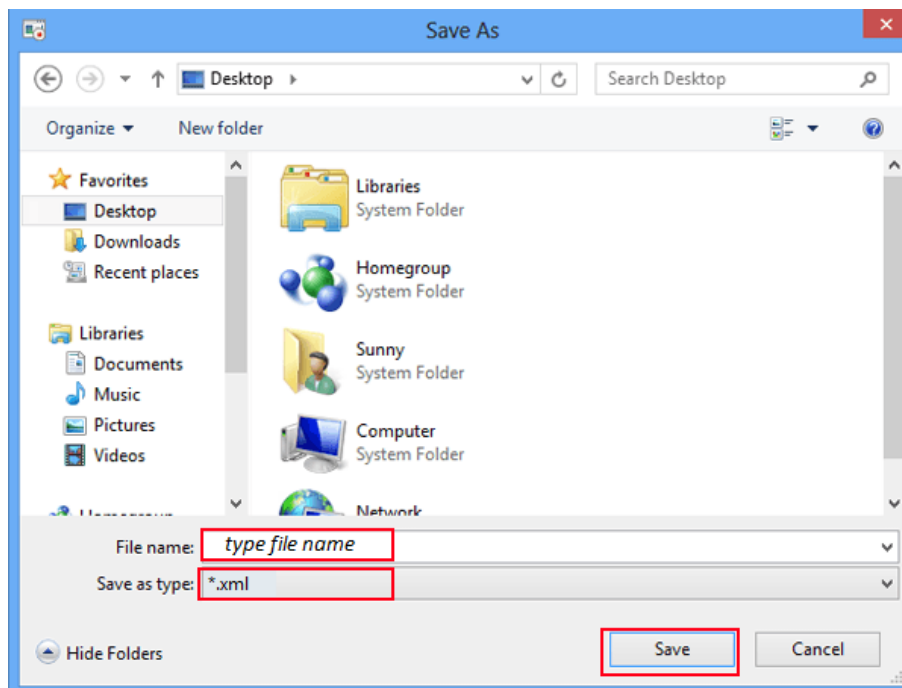 Save As
Desktop
Search Desktop
Organize
New folder
Favorites
Desktop
Downloads
Recent places
Libraries
Documents
Music
Pictures
Videos
Homegroup
Libraries
System Folder
Homegroup
System Folder
Sunny
System Folder
Computer
System Folder
Network
File name: type file name
Save as type: *.xml
Hide Folders
Save
Cancel